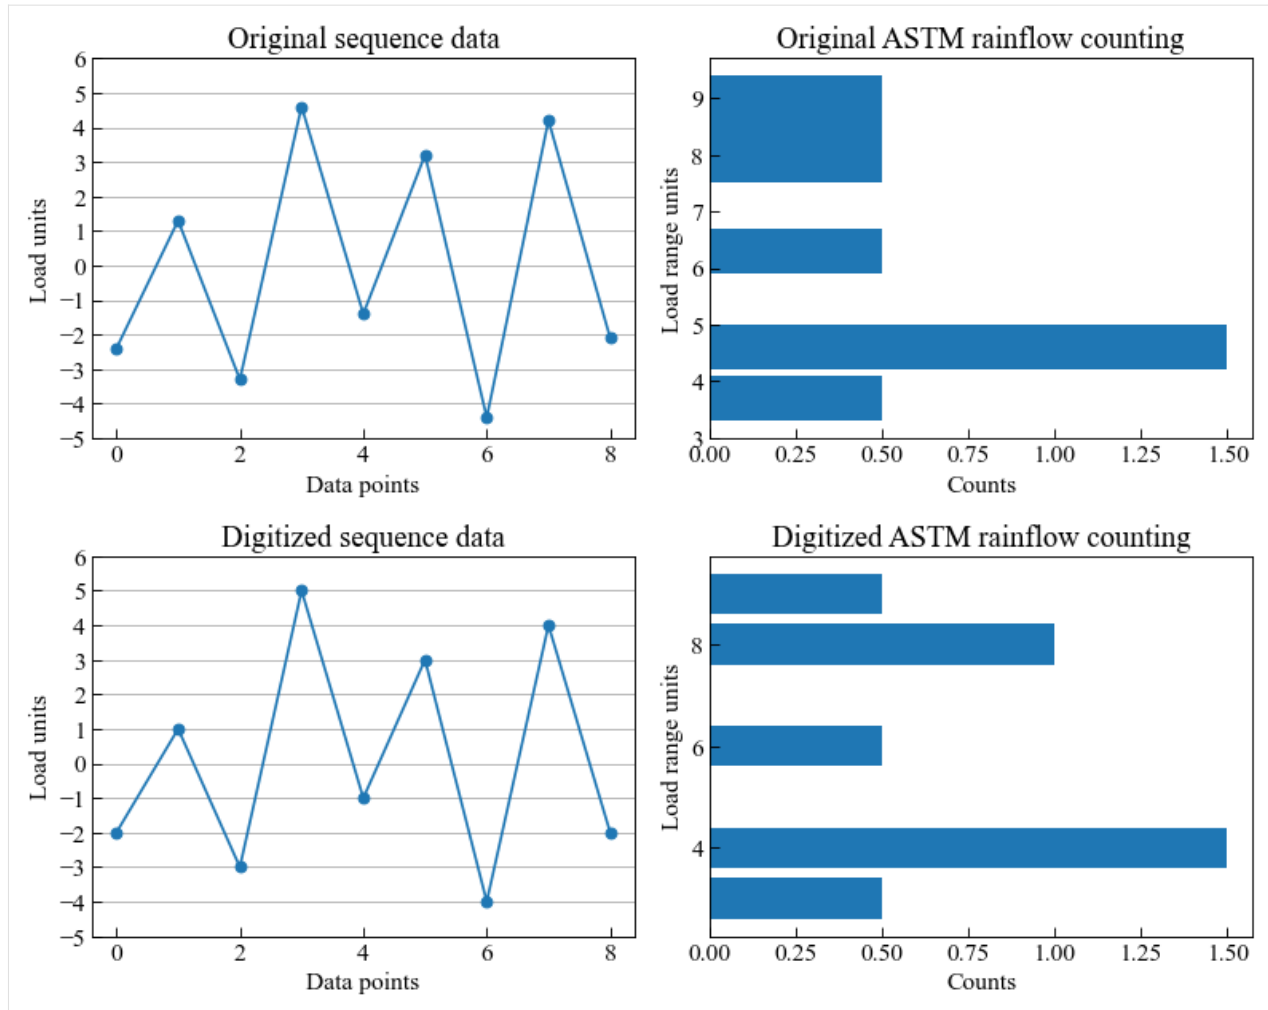 Original sequence data
6
5
4
3
2
1
0
−1
−2
−3
−4
−5
Load units
0 2 4 6 8
Data points
Original ASTM rainflow counting
9
8
7
6
5
4
3
Load range units
0.00 0.25 0.50 0.75 1.00 1.25 1.50
Counts
Digitized sequence data
6
5
4
3
2
1
0
−1
−2
−3
−4
−5
Load units
0 2 4 6 8
Data points
Digitized ASTM rainflow counting
8
6
4
Load range units
0.00 0.25 0.50 0.75 1.00 1.25 1.50
Counts